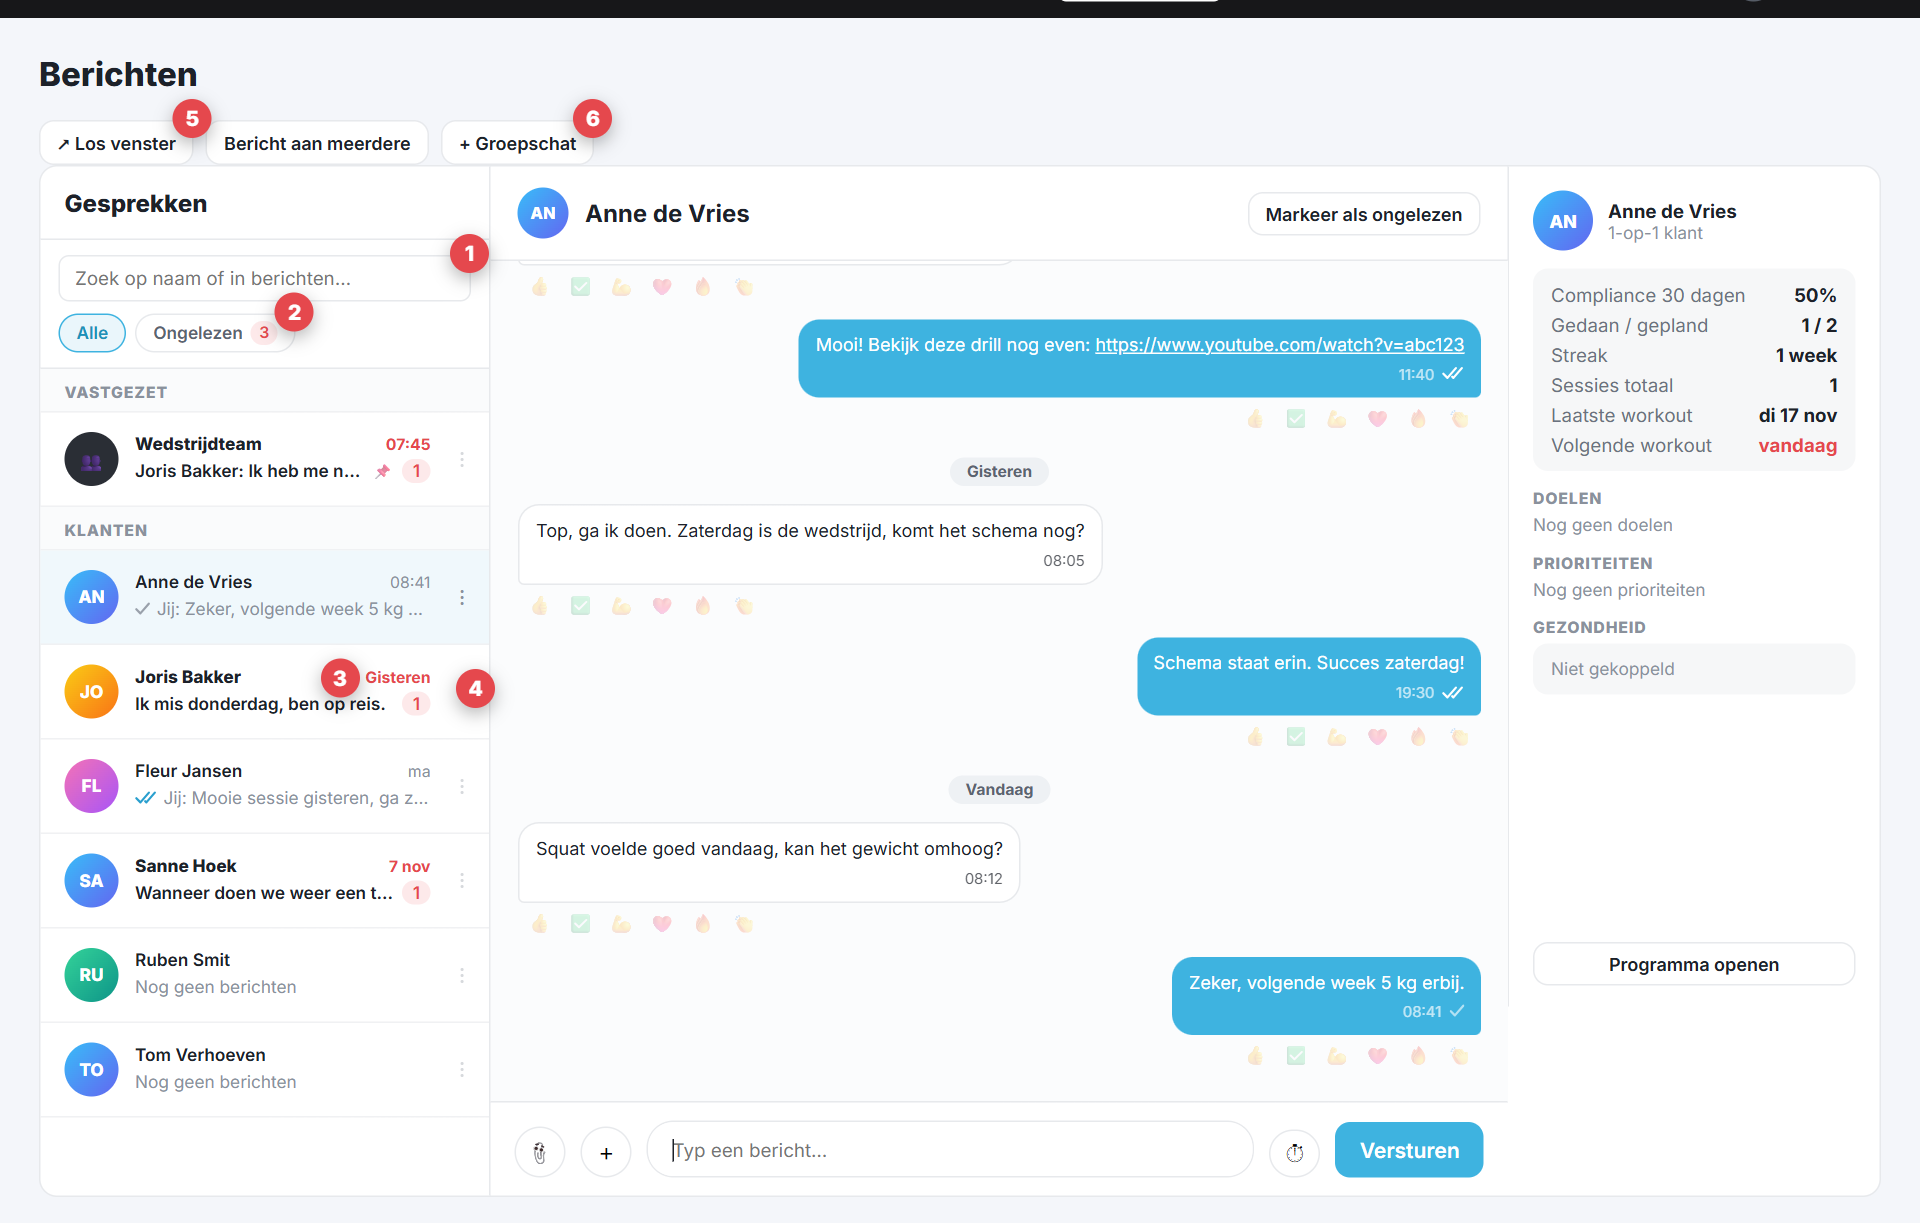 Berichten
5
6
↗ Los venster
Bericht aan meerdere
+ Groepschat
Gesprekken
1
Zoek op naam of in berichten...
2
Alle
Ongelezen 3
VASTGEZET
Wedstrijdteam 07:45
Joris Bakker: Ik heb me n... 1
KLANTEN
AN
Anne de Vries 08:41
Jij: Zeker, volgende week 5 kg ...
JO
Joris Bakker 3 Gisteren 4
Ik mis donderdag, ben op reis. 1
FL
Fleur Jansen ma
Jij: Mooie sessie gisteren, ga z...
SA
Sanne Hoek 7 nov
Wanneer doen we weer een t... 1
RU
Ruben Smit
Nog geen berichten
TO
Tom Verhoeven
Nog geen berichten
AN
Anne de Vries
Markeer als ongelezen
Mooi! Bekijk deze drill nog even: https://www.youtube.com/watch?v=abc123
11:40
Gisteren
Top, ga ik doen. Zaterdag is de wedstrijd, komt het schema nog?
08:05
Schema staat erin. Succes zaterdag!
19:30
Vandaag
Squat voelde goed vandaag, kan het gewicht omhoog?
08:12
Zeker, volgende week 5 kg erbij.
08:41
+
Typ een bericht...
Versturen
AN
Anne de Vries
1-op-1 klant
Compliance 30 dagen 50%
Gedaan / gepland 1 / 2
Streak 1 week
Sessies totaal 1
Laatste workout di 17 nov
Volgende workout vandaag
DOELEN
Nog geen doelen
PRIORITEITEN
Nog geen prioriteiten
GEZONDHEID
Niet gekoppeld
Programma openen